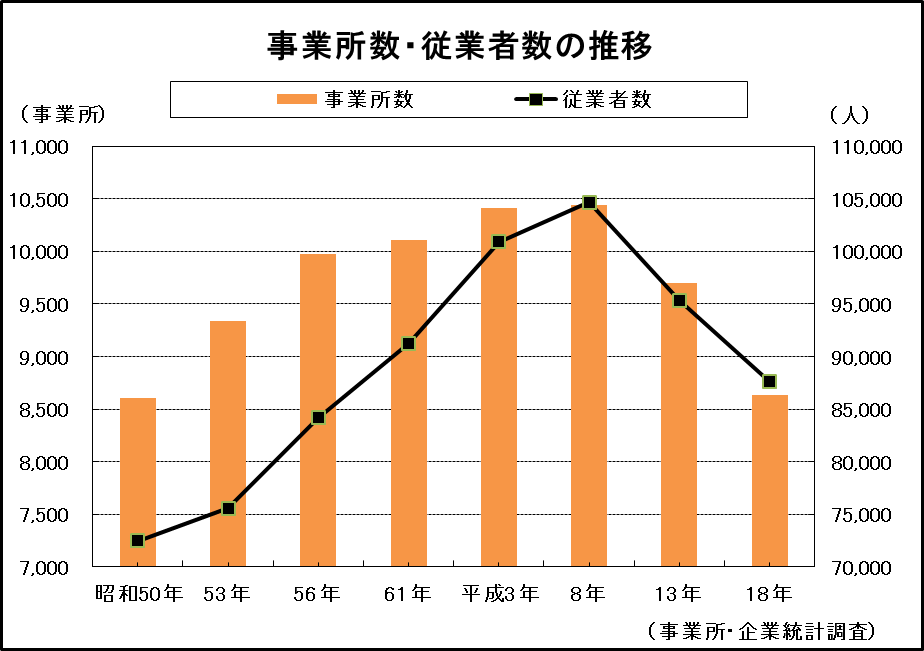 事業所数・従業者数の推移
事業所数 従業者数
（事業所） （人）
11,000 110,000
10,500 105,000
10,000 100,000
9,500 95,000
9,000 90,000
8,500 85,000
8,000 80,000
7,500 75,000
7,000 70,000
昭和50年 53年 56年 61年 平成3年 8年 13年 18年
（事業所・企業統計調査）